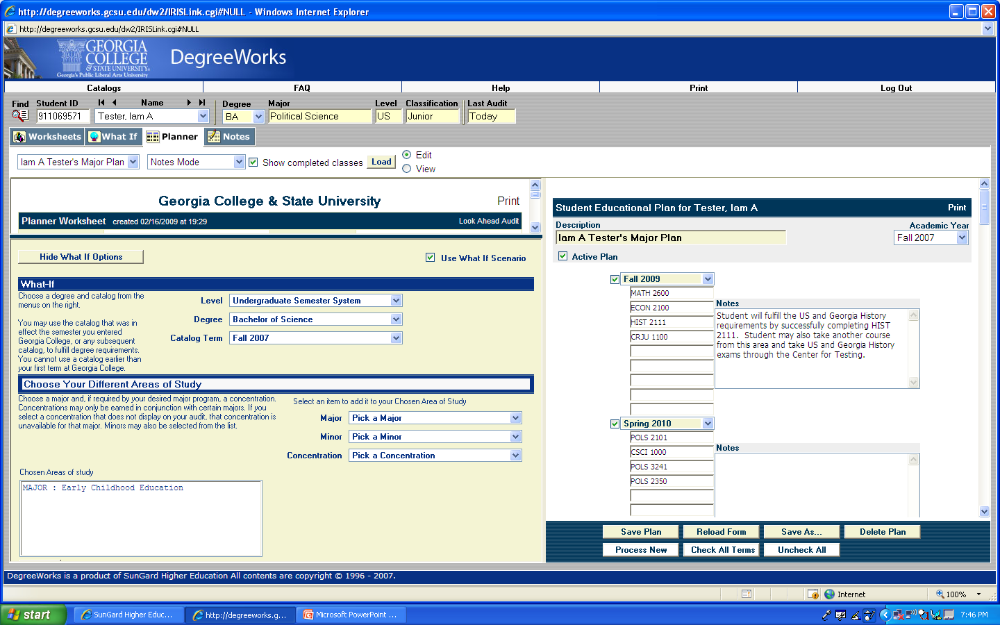 http://degreeworks.gcsu.edu/dw2/IRISLink.cgi#NULL - Windows Internet Explorer
http://degreeworks.gcsu.edu/dw2/IRISLink.cgi#NULL
GEORGIA
COLLEGE
& STATE UNIVERSITY
Georgia's Public Liberal Arts University
DegreeWorks
Catalogs FAQ Help Print Log Out
Find Student ID Name Degree Major Level Classification Last Audit
911069571 Tester, Iam A BA Political Science US Junior Today
Worksheets What If Planner Notes
Iam A Tester's Major Plan Notes Mode Show completed classes Load Edit
View
Georgia College & State University Print
Planner Worksheet created 02/16/2009 at 19:29 Look Ahead Audit
Hide What If Options Use What If Scenario
What-If
Choose a degree and catalog from the
menus on the right.
You may use the catalog that was in
effect the semester you entered
Georgia College, or any subsequent
catalog, to fulfill degree requirements.
You cannot use a catalog earlier than
your first term at Georgia College.
Level Undergraduate Semester System
Degree Bachelor of Science
Catalog Term Fall 2007
Choose Your Different Areas of Study
Choose a major and, if required by your desired major program, a concentration.
Concentrations may only be earned in conjunction with certain majors. If you
select a concentration that does not display on your audit, that concentration is
unavailable for that major. Minors may also be selected from the list.
Select an item to add it to your Chosen Area of Study
Major Pick a Major
Minor Pick a Minor
Concentration Pick a Concentration
Chosen Areas of study
MAJOR : Early Childhood Education
Student Educational Plan for Tester, Iam A Print
Description Academic Year
Iam A Tester's Major Plan Fall 2007
Active Plan
Fall 2009
MATH 2600
ECON 2100
HIST 2111
CRJU 1100
Notes
Student will fulfill the US and Georgia History
requirements by successfully completing HIST
2111. Student may also take another course
from this area and take US and Georgia History
exams through the Center for Testing.
Spring 2010
POLS 2101
CSCI 1000
POLS 3241
POLS 2350
Notes
Save Plan Reload Form Save As... Delete Plan
Process New Check All Terms Uncheck All
DegreeWorks is a product of SunGard Higher Education All contents are copyright © 1996 - 2007.
Internet 100%
start SunGard Higher Educ... http://degreeworks.g... Microsoft PowerPoint ... 7:46 PM